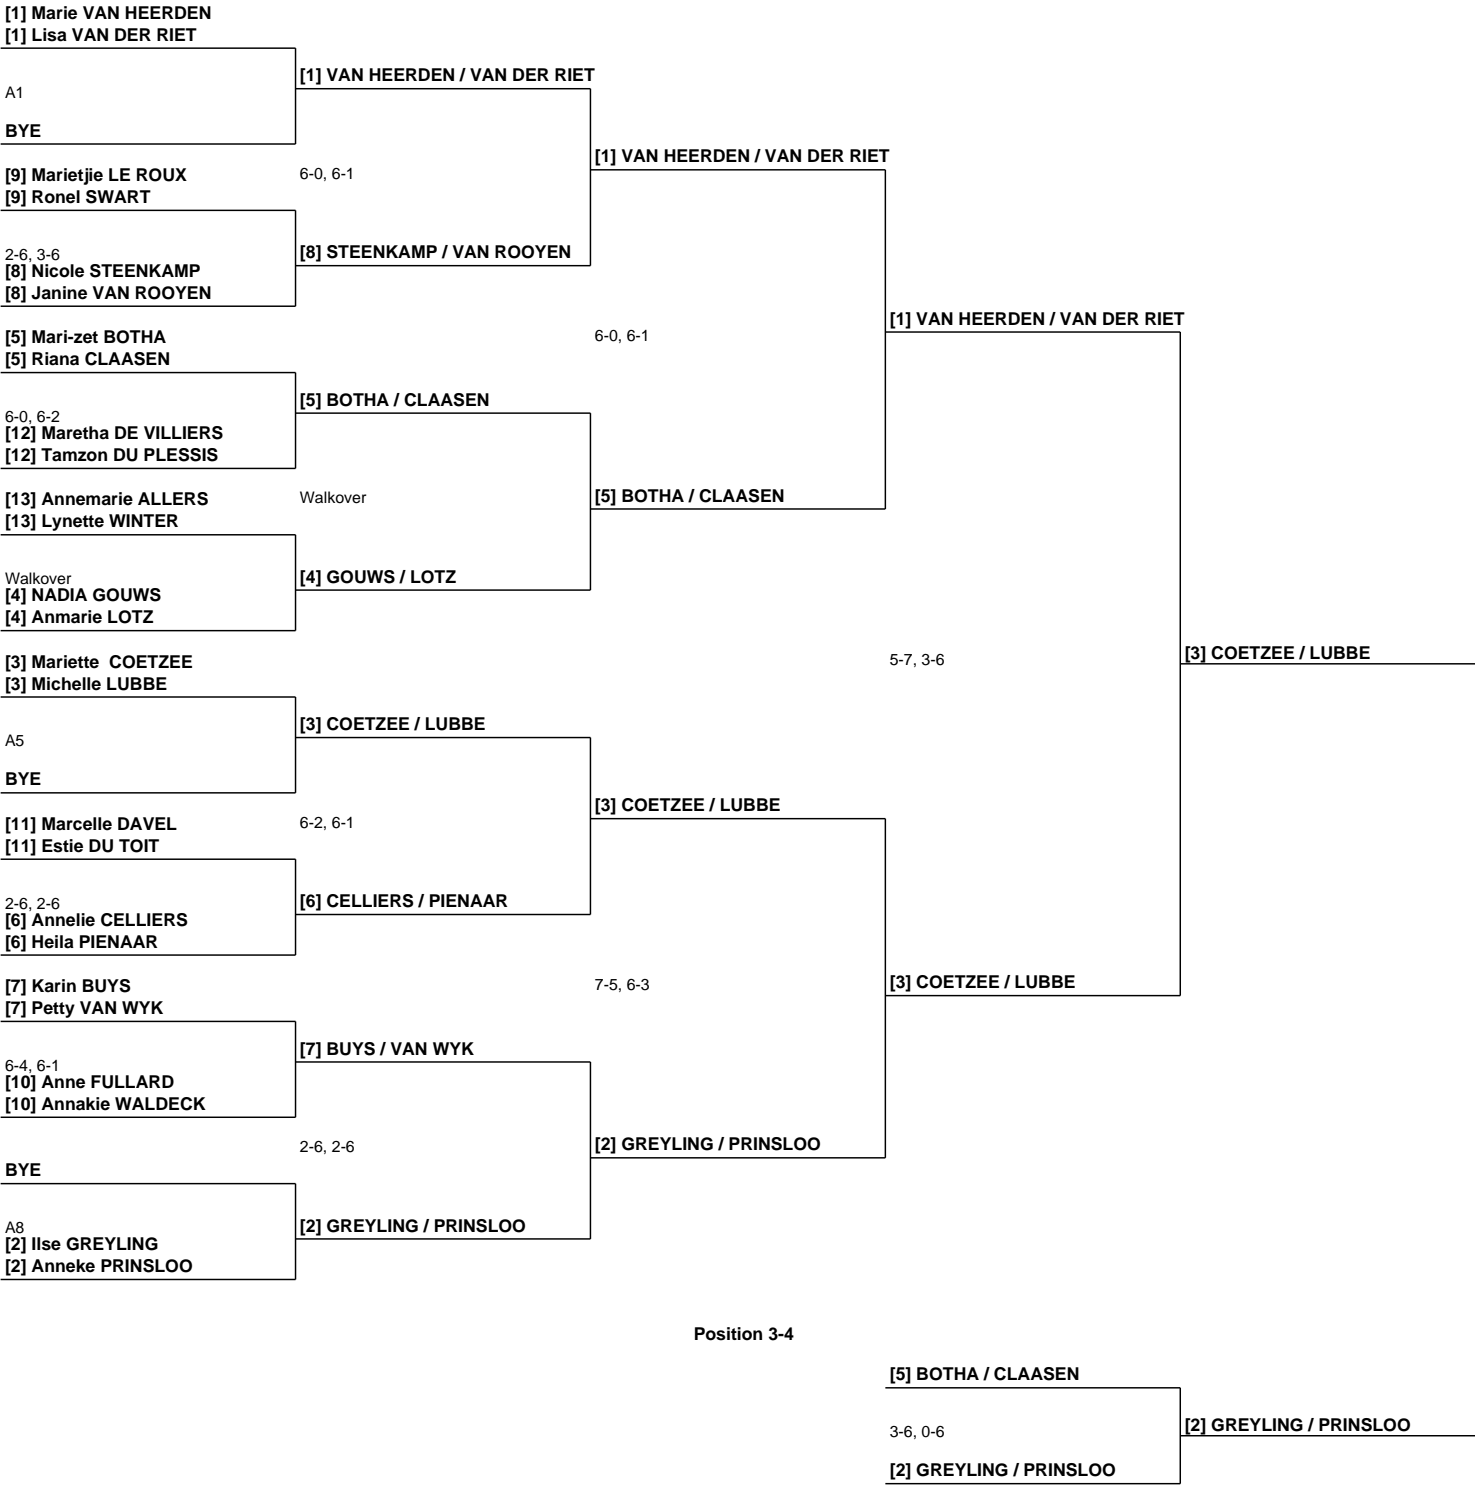 [1] Marie VAN HEERDEN
[1] Lisa VAN DER RIET
A1
BYE
[9] Marietjie LE ROUX
[9] Ronel SWART
2-6, 3-6
[8] Nicole STEENKAMP
[8] Janine VAN ROOYEN
[5] Mari-zet BOTHA
[5] Riana CLAASEN
6-0, 6-2
[12] Maretha DE VILLIERS
[12] Tamzon DU PLESSIS
[13] Annemarie ALLERS
[13] Lynette WINTER
Walkover
[4] NADIA GOUWS
[4] Anmarie LOTZ
[3] Mariette  COETZEE
[3] Michelle LUBBE
A5
BYE
[11] Marcelle DAVEL
[11] Estie DU TOIT
2-6, 2-6
[6] Annelie CELLIERS
[6] Heila PIENAAR
[7] Karin BUYS
[7] Petty VAN WYK
6-4, 6-1
[10] Anne FULLARD
[10] Annakie WALDECK
BYE
A8
[2] Ilse GREYLING
[2] Anneke PRINSLOO
[1] VAN HEERDEN / VAN DER RIET
6-0, 6-1
[8] STEENKAMP / VAN ROOYEN
[5] BOTHA / CLAASEN
Walkover
[4] GOUWS / LOTZ
[3] COETZEE / LUBBE
6-2, 6-1
[6] CELLIERS / PIENAAR
[7] BUYS / VAN WYK
2-6, 2-6
[2] GREYLING / PRINSLOO
[1] VAN HEERDEN / VAN DER RIET
6-0, 6-1
[5] BOTHA / CLAASEN
[3] COETZEE / LUBBE
7-5, 6-3
[2] GREYLING / PRINSLOO
[1] VAN HEERDEN / VAN DER RIET
5-7, 3-6
[3] COETZEE / LUBBE
[3] COETZEE / LUBBE
Position 3-4
[5] BOTHA / CLAASEN
3-6, 0-6
[2] GREYLING / PRINSLOO
[2] GREYLING / PRINSLOO